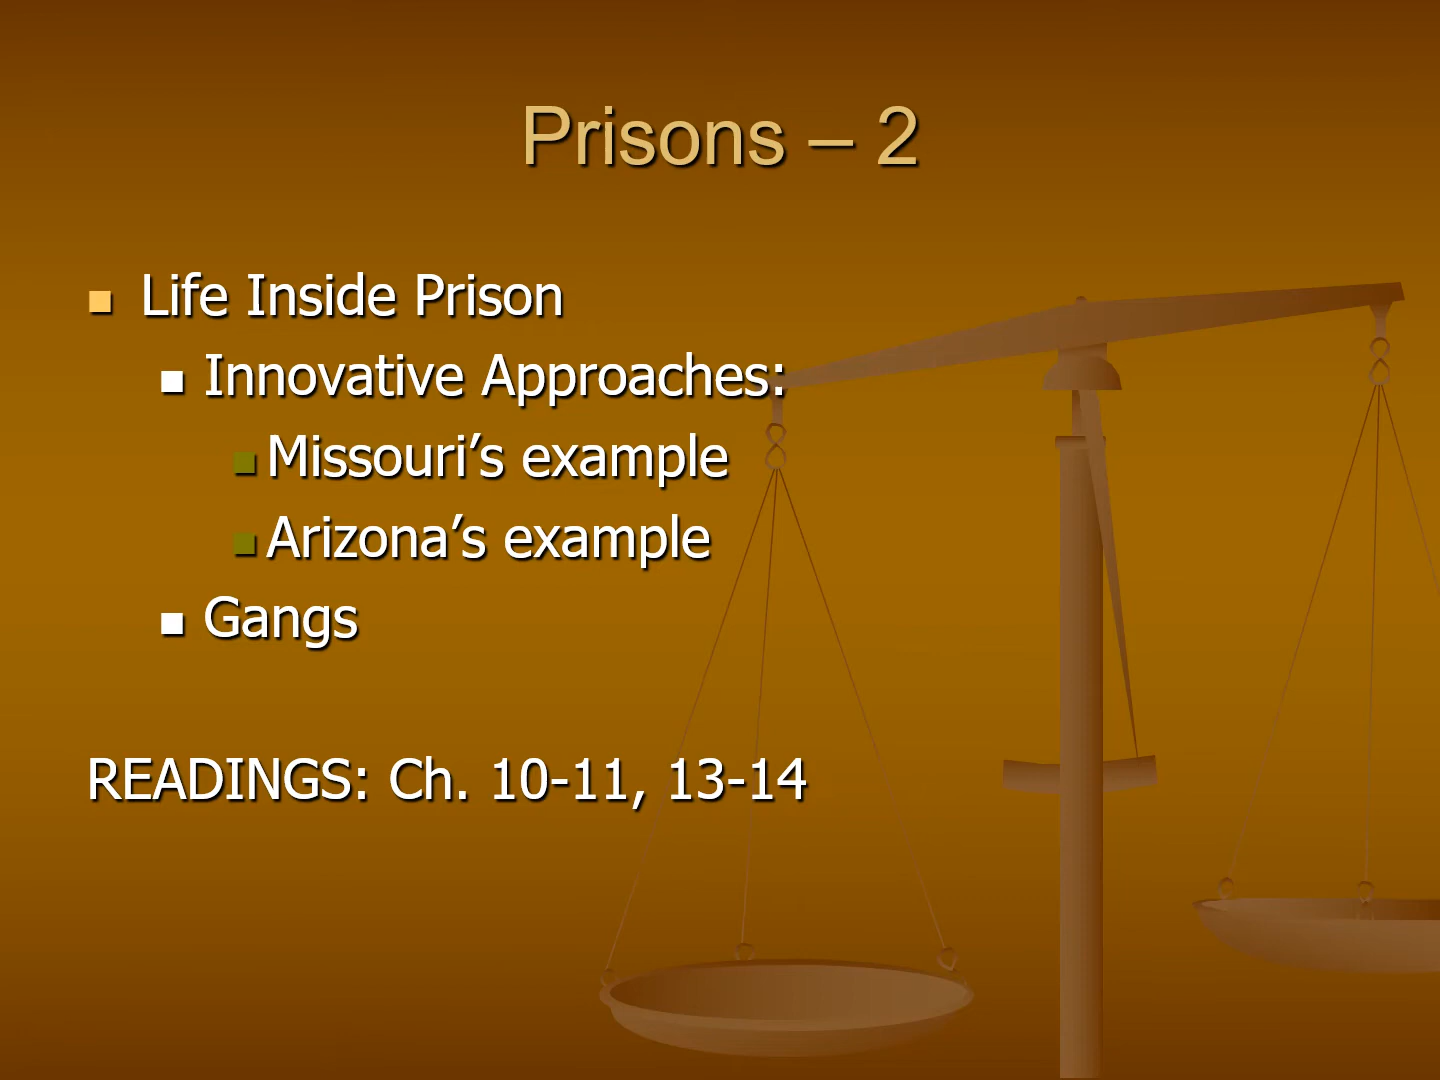 Prisons – 2
Life Inside Prison
Innovative Approaches:
Missouri’s example
Arizona’s example
Gangs
READINGS: Ch. 10-11, 13-14